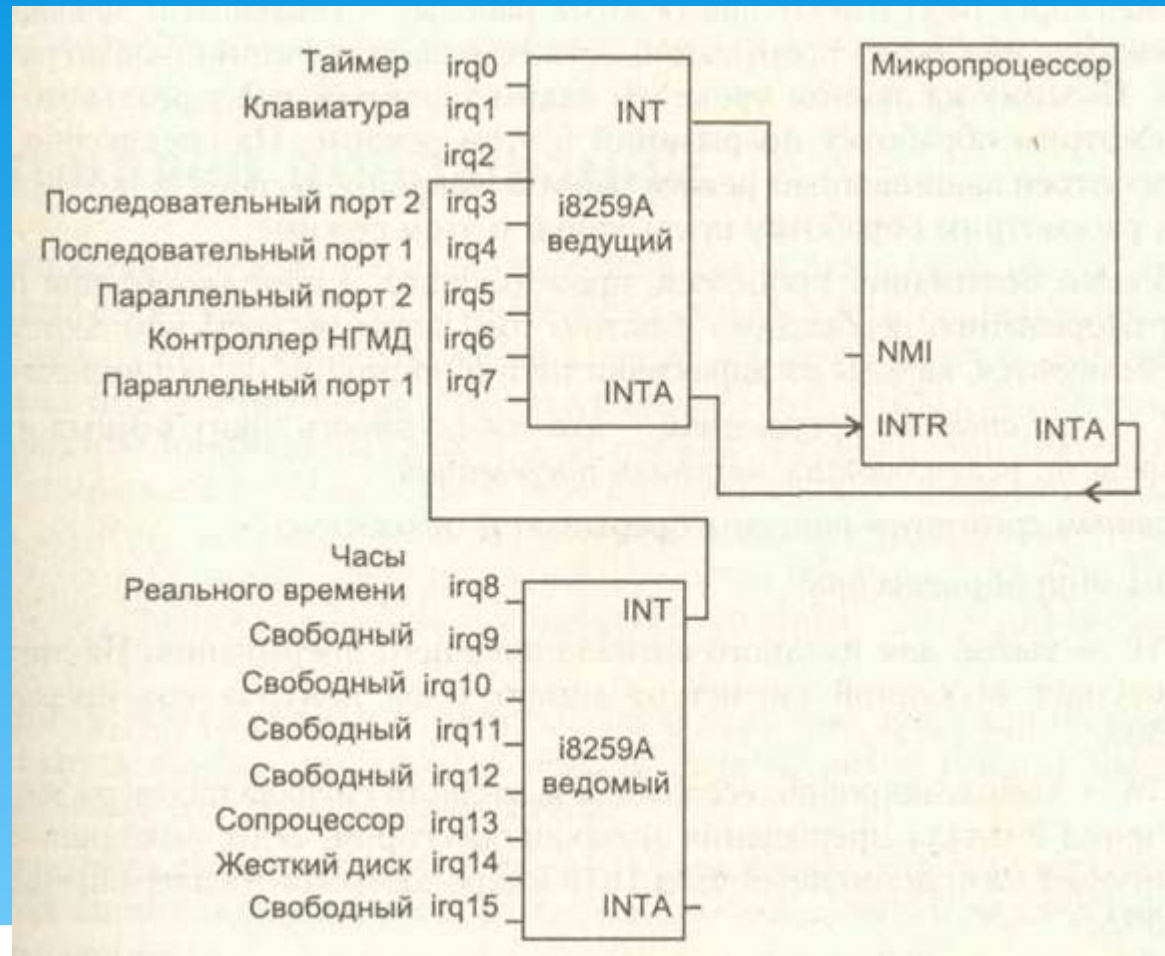 Таймер irq0
Клавиатура irq1
irq2
Последовательный порт 2 irq3
Последовательный порт 1 irq4
Параллельный порт 2 irq5
Контроллер НГМД irq6
Параллельный порт 1 irq7
INT
i8259A
ведущий
INTA
Микропроцессор
NMI
INTR INTA
Часы
Реального времени irq8
Свободный irq9
Свободный irq10
Свободный irq11
Свободный irq12
Сопроцессор irq13
Жесткий диск irq14
Свободный irq15
INT
i8259A
ведомый
INTA